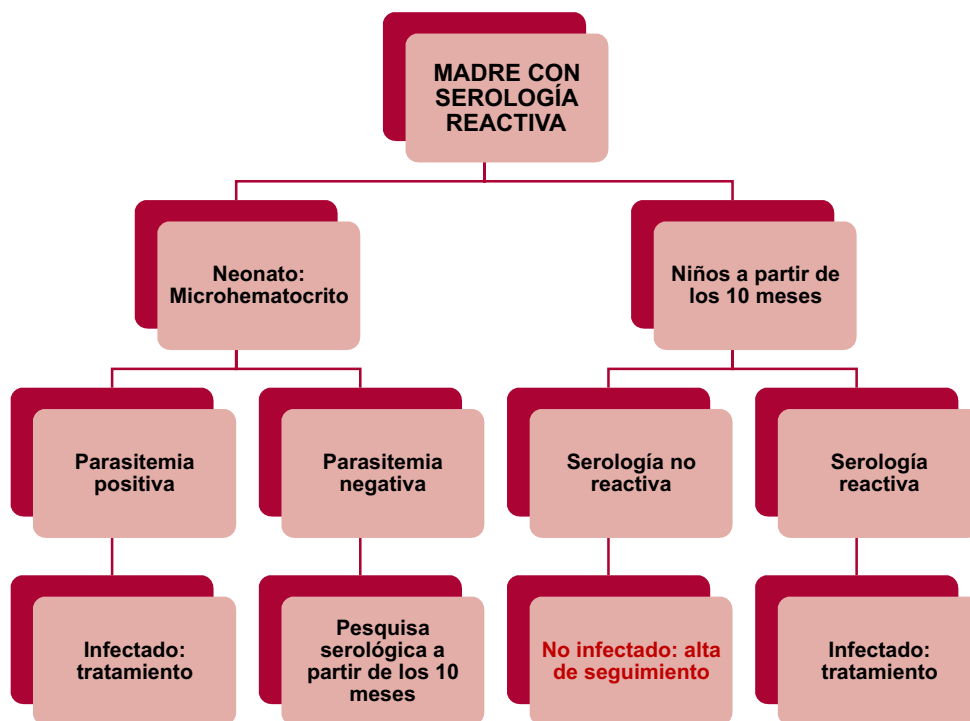 MADRE CON
SEROLOGÍA
REACTIVA
Neonato:
Microhematocrito
Niños a partir de
los 10 meses
Parasitemia
positiva
Parasitemia
negativa
Serología no
reactiva
Serología
reactiva
Infectado:
tratamiento
Pesquisa
serológica a
partir de los 10
meses
No infectado: alta
de seguimiento
Infectado:
tratamiento